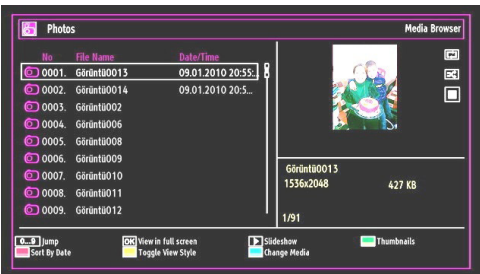 Photos Media Browser
No File Name Date/Time
0001. Görüntü0013 09.01.2010 20:55:.
0002. Görüntü0014 09.01.2010 20:5...
0003. Görüntü002
0004. Görüntü006
0005. Görüntü008
0006. Görüntü009
0007. Görüntü010
0008. Görüntü011
0009. Görüntü012
Görüntü0013
1536x2048 427 KB
1/91
0...9 Jump OK View in full screen Slideshow Thumbnails
Sort By Date Toggle View Style Change Media